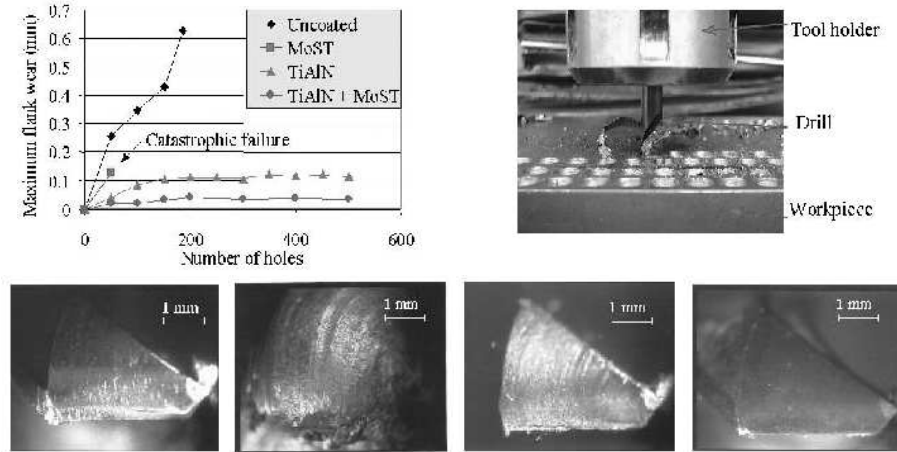 Maximum flank wear (mm)
0.7
0.6
0.5
0.4
0.3
0.2
0.1
0
0
200
400
600
Number of holes
Uncoated
MoST
TiAlN
TiAlN + MoST
Catastrophic failure
Tool holder
Drill
Workpiece
1 mm
1 mm
1 mm
1 mm